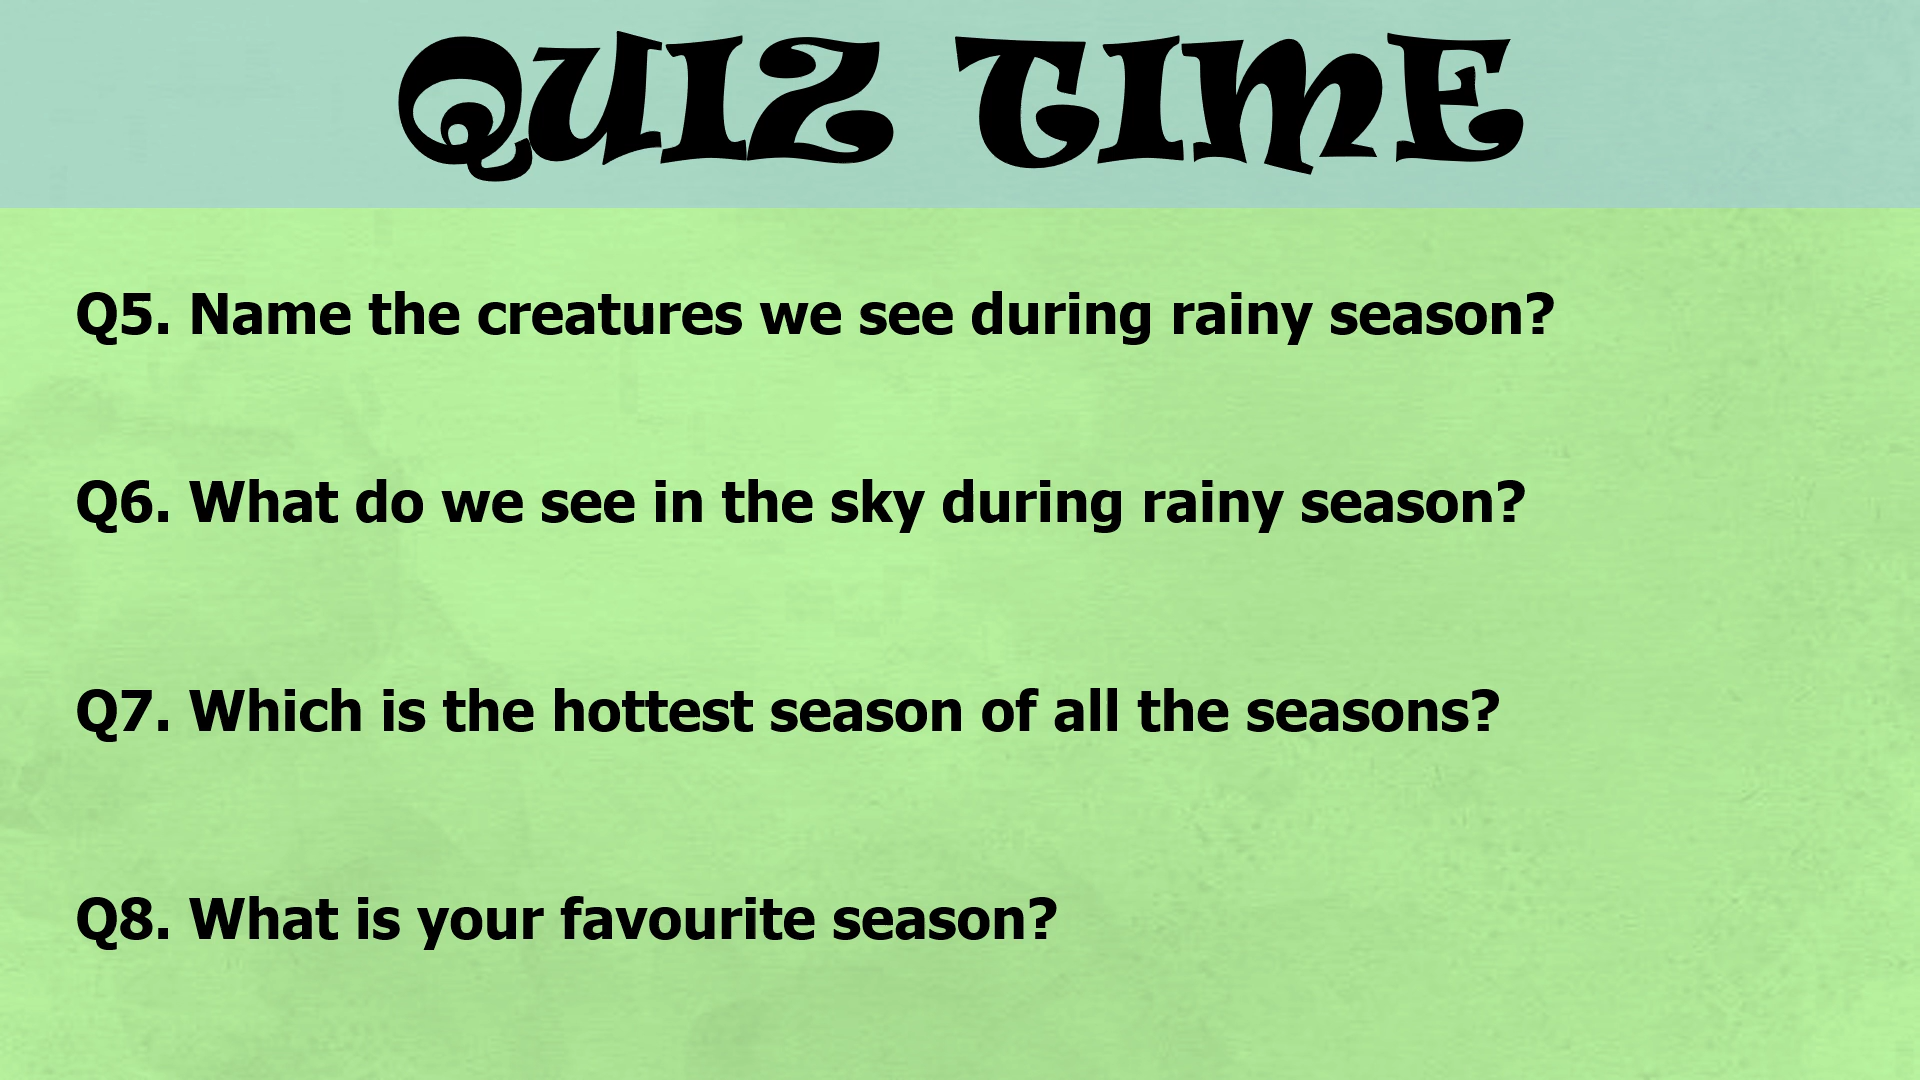 QUIZ TIME
Q5. Name the creatures we see during rainy season?
Q6. What do we see in the sky during rainy season?
Q7. Which is the hottest season of all the seasons?
Q8. What is your favourite season?